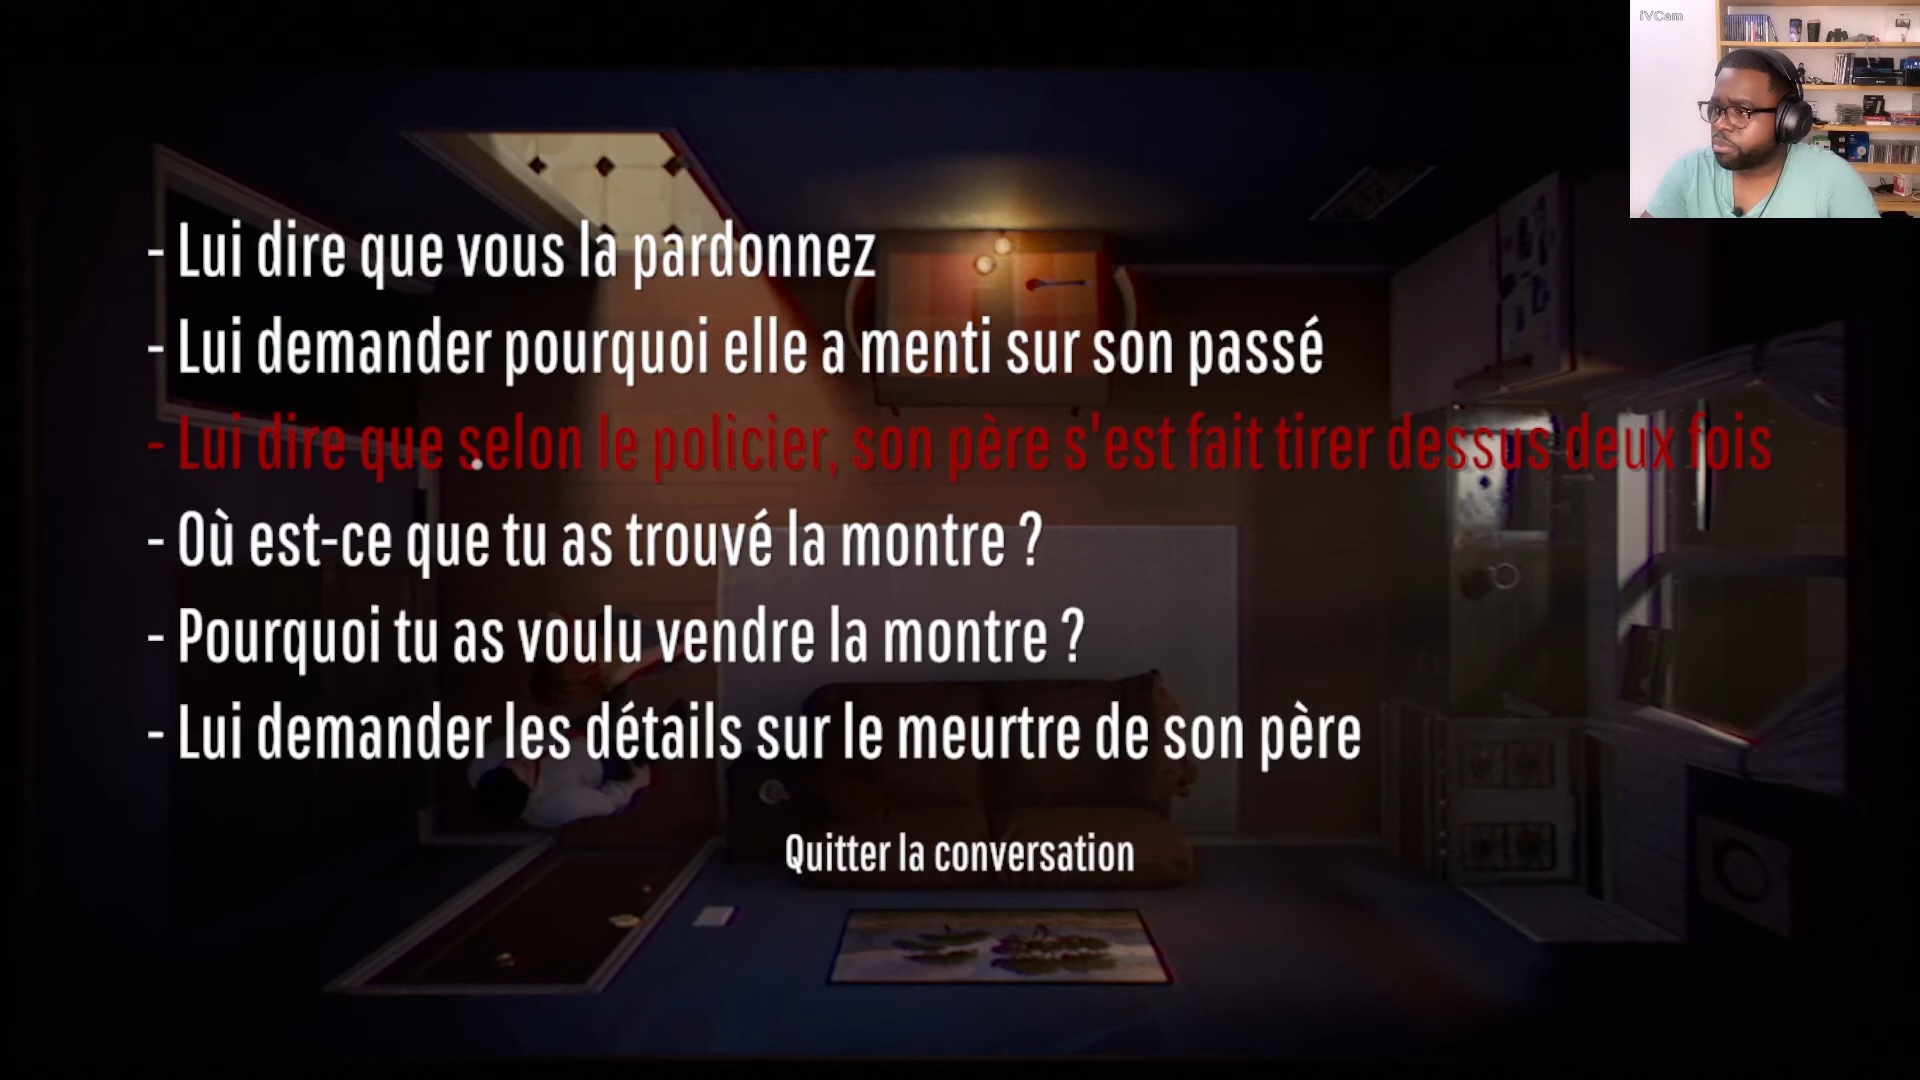 iVCam
- Lui dire que vous la pardonnez
- Lui demander pourquoi elle a menti sur son passé
- Lui dire que selon le policier, son père s'est fait tirer dessus deux fois
- Où est-ce que tu as trouvé la montre ?
- Pourquoi tu as voulu vendre la montre ?
- Lui demander les détails sur le meurtre de son père
Quitter la conversation